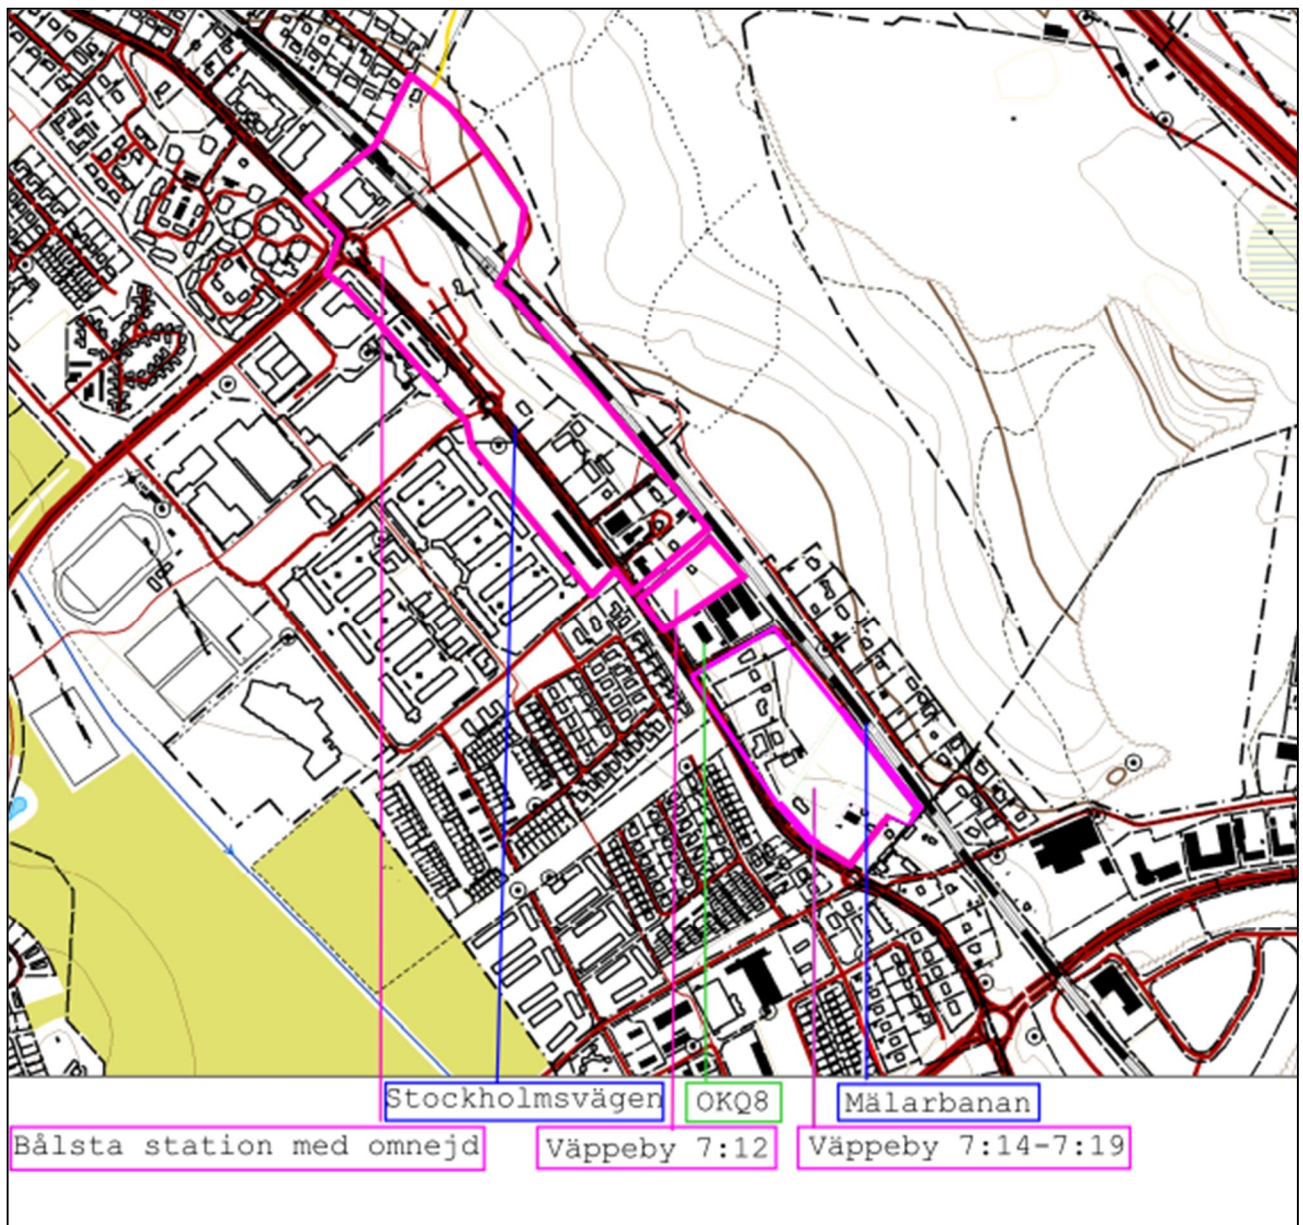 Stockholmsvägen
OKQ8
Mälarbanan
Bålsta station med omnejd
Väppeby 7:12
Väppeby 7:14-7:19